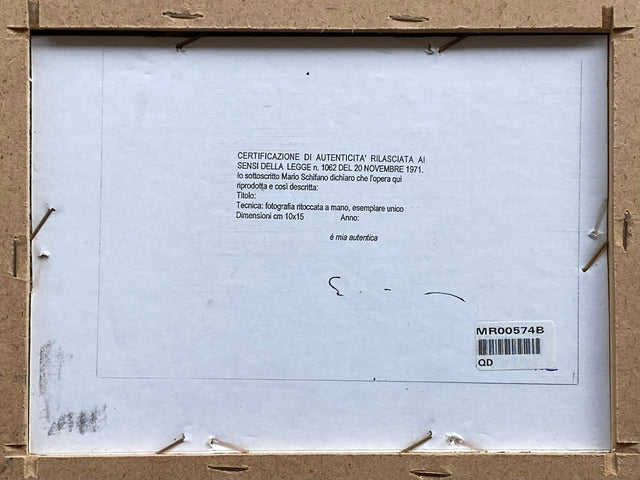 CERTIFICAZIONE DI AUTENTICITA' RILASCIATA AI
SENSI DELLA LEGGE n. 1062 DEL 20 NOVEMBRE 1971.
Io sottoscritto Mario Schifano dichiaro che l'opera qui
riprodotta e così descritta:
Titolo:
Tecnica: fotografia ritoccata a mano, esemplare unico
Dimensioni cm 10x15 Anno:
é mia autentica
MR00574B
QD